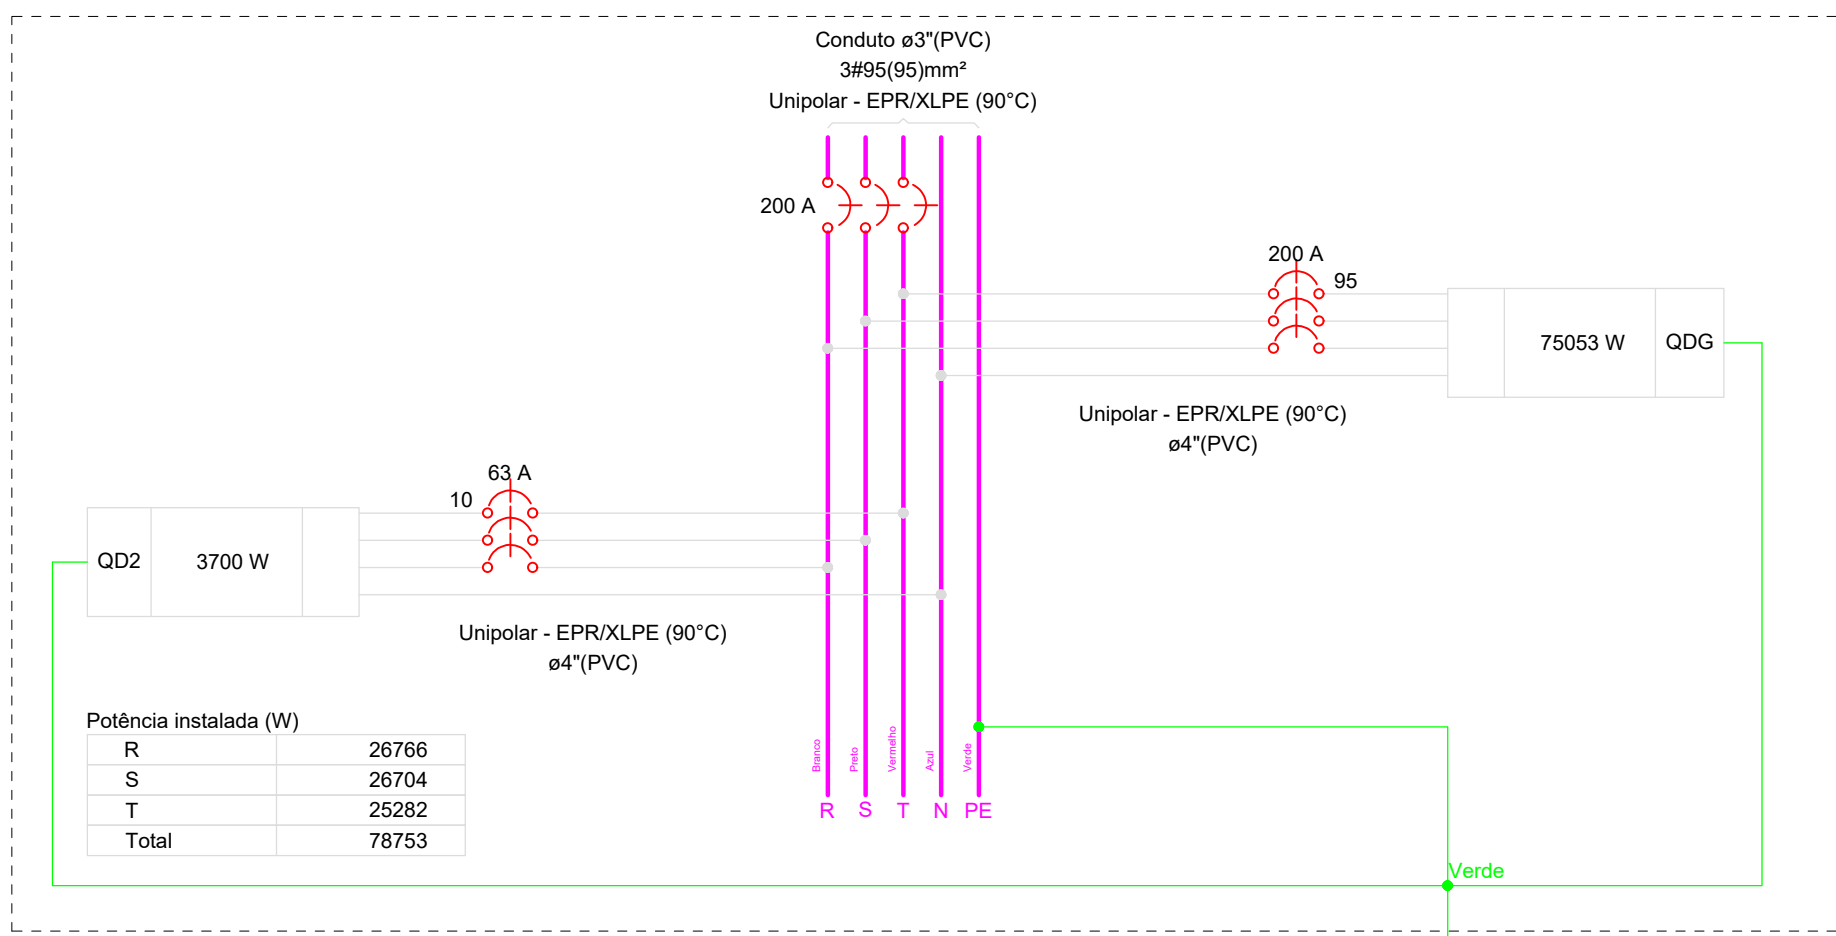 Conduto ø3"(PVC)
3#95(95)mm²
Unipolar - EPR/XLPE (90°C)
200 A
200 A
95
75053 W
QDG
Unipolar - EPR/XLPE (90°C)
ø4"(PVC)
63 A
10
QD2
3700 W
Unipolar - EPR/XLPE (90°C)
ø4"(PVC)
Potência instalada (W)
R 26766
S 26704
T 25282
Total 78753
Branco
Preto
Vermelho
Azul
Verde
R S T N PE
Verde